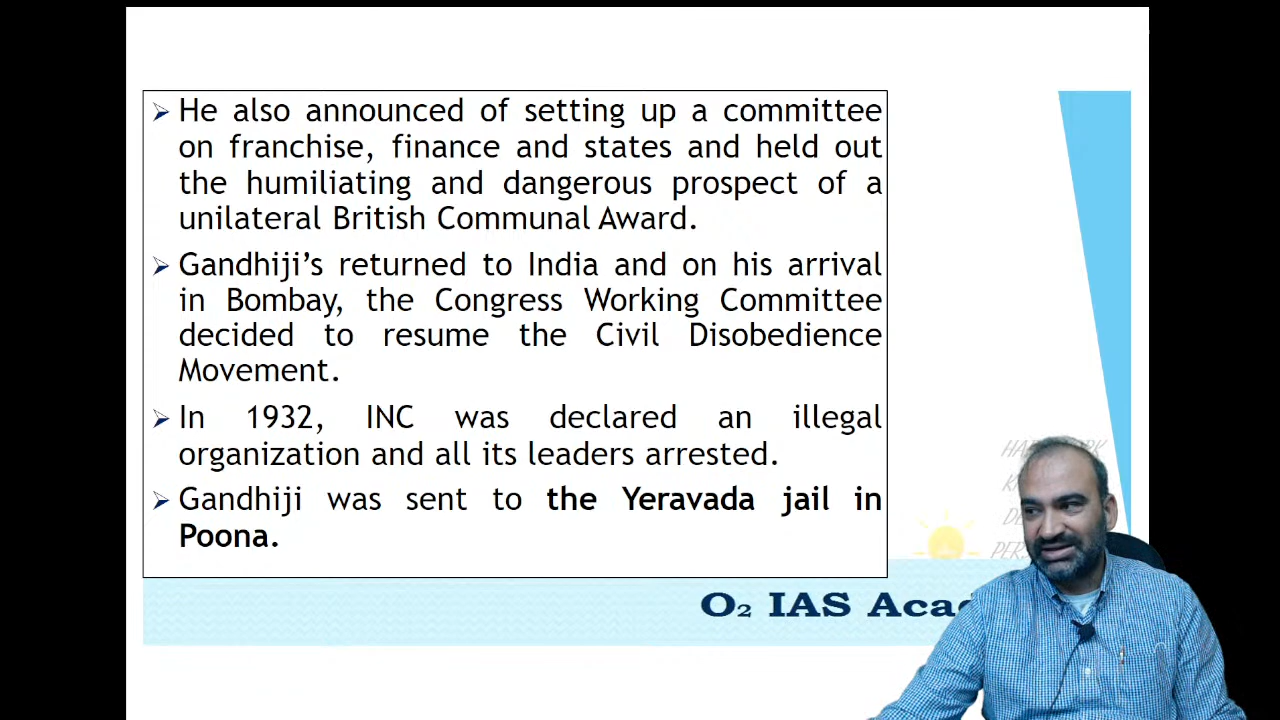 He also announced of setting up a committee
on franchise, finance and states and held out
the humiliating and dangerous prospect of a
unilateral British Communal Award.
Gandhiji’s returned to India and on his arrival
in Bombay, the Congress Working Committee
decided to resume the Civil Disobedience
Movement.
In 1932, INC was declared an illegal
organization and all its leaders arrested.
Gandhiji was sent to the Yeravada jail in
Poona.
O₂ IAS